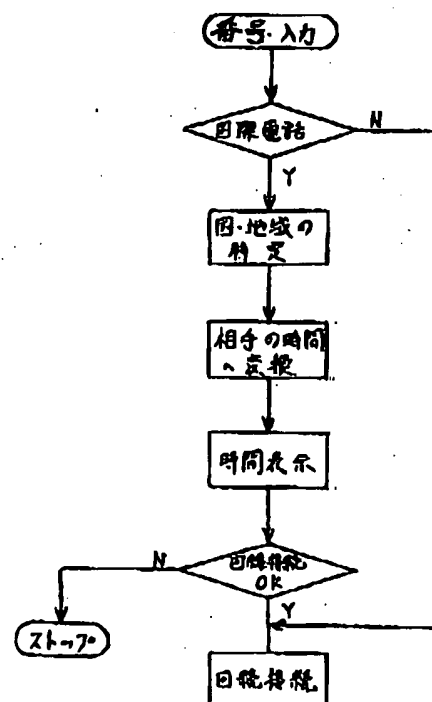 番号・入力
国際電話
N
Y
国・地域の
特定
相手の時間
へ変換
時間表示
回線接続
OK
N
Y
ストップ
回線接続